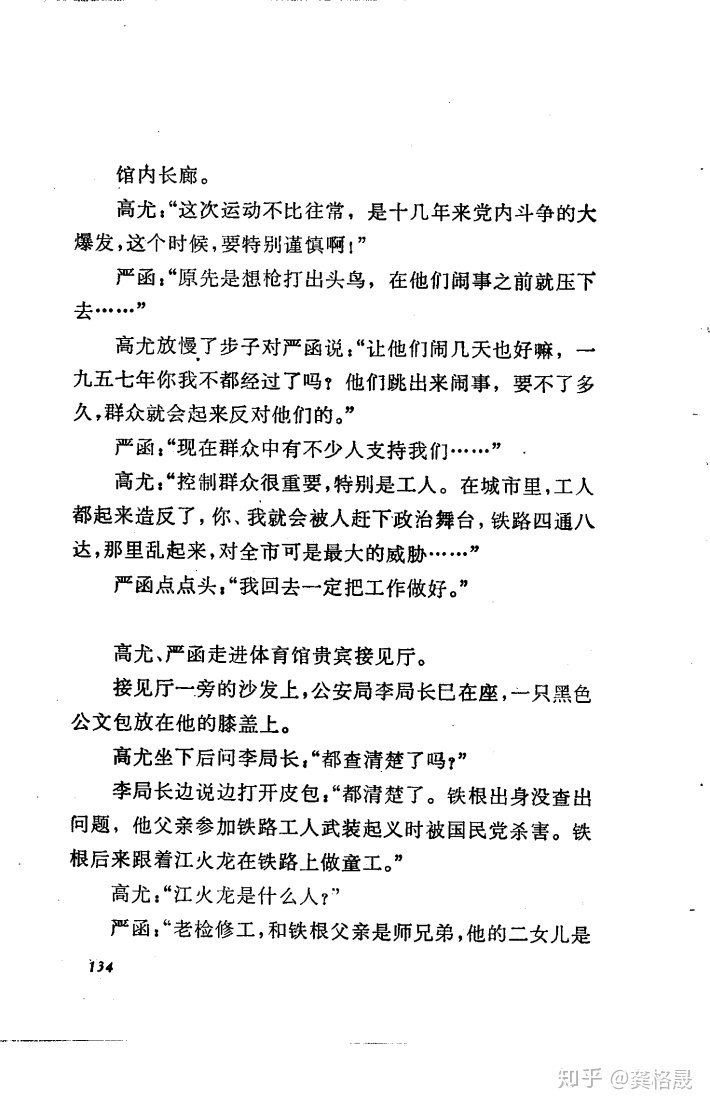 馆内长廊。
高尤：“这次运动不比往常，是十几年来党内斗争的大
爆发，这个时候，要特别谨慎啊！”
严函：“原先是想枪打出头鸟，在他们闹事之前就压下
去……”
高尤放慢了步子对严函说：“让他们闹几天也好嘛，一
九五七年你我不都经过了吗？他们跳出来闹事，要不了多
久，群众就会起来反对他们的。”
严函：“现在群众中有不少人支持我们……”
高尤：“控制群众很重要，特别是工人。在城市里，工人
都起来造反了，你、我就会被人赶下政治舞台，铁路四通八
达，那里乱起来，对全市可是最大的威胁……”
严函点点头：“我回去一定把工作做好。”
高尤、严函走进体育馆贵宾接见厅。
接见厅一旁的沙发上，公安局李局长巳在座，一只黑色
公文包放在他的膝盖上。
高尤坐下后问李局长：“都查清楚了吗？”
李局长边说边打开皮包：“都清楚了。铁根出身没查出
问题，他父亲参加铁路工人武装起义时被国民党杀害。铁
根后来跟着江火龙在铁路上做童工。”
高尤：“江火龙是什么人？”
严函：“老检修工，和铁根父亲是师兄弟，他的二女儿是
134
知乎 @龚格晟